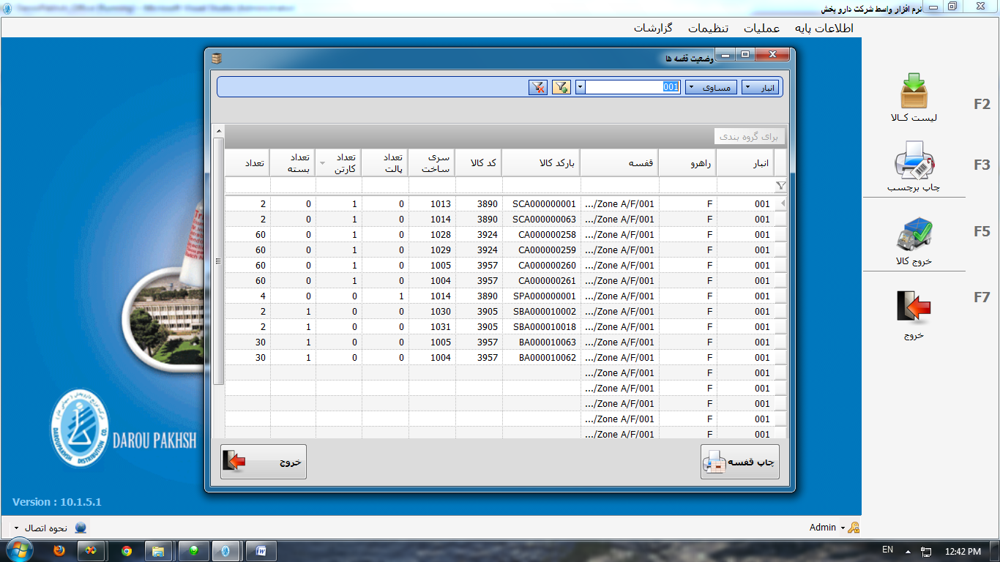 نرم افزار واسط شرکت دارو پخش
اطلاعات پایه عملیات تنظیمات گزارشات
وضعیت قفسه ها
انبار مساوی 001
برای گروه بندی
انبار راهرو قفسه بارکد کالا کد کالا سری ساخت تعداد پالت تعداد کارتن تعداد بسته تعداد
001 F .../Zone A/F/001 SCA000000001 3890 1013 0 1 0 2
001 F .../Zone A/F/001 SCA000000063 3890 1014 0 1 0 2
001 F .../Zone A/F/001 CA000000258 3924 1028 0 1 0 60
001 F .../Zone A/F/001 CA000000259 3924 1029 0 1 0 60
001 F .../Zone A/F/001 CA000000260 3957 1005 0 1 0 60
001 F .../Zone A/F/001 CA000000261 3957 1004 0 1 0 60
001 F .../Zone A/F/001 SPA000000001 3890 1014 1 0 0 4
001 F .../Zone A/F/001 SBA000010002 3905 1030 0 0 1 2
001 F .../Zone A/F/001 SBA000010018 3905 1031 0 0 1 2
001 F .../Zone A/F/001 BA000010063 3957 1005 0 0 1 30
001 F .../Zone A/F/001 BA000010062 3957 1004 0 0 1 30
001 F .../Zone A/F/001
001 F .../Zone A/F/001
001 F .../Zone A/F/001
001 F .../Zone A/F/001
001 F .../Zone A/F/001
چاپ قفسه
خروج
F2
لیست کـالا
F3
چاپ برچسب
F5
خروج کالا
F7
خروج
DAROU PAKHSH
DAROUPAKHSH DISTRIBUTION CO.
Version : 10.1.5.1
Admin
نحوه اتصال
EN
12:42 PM